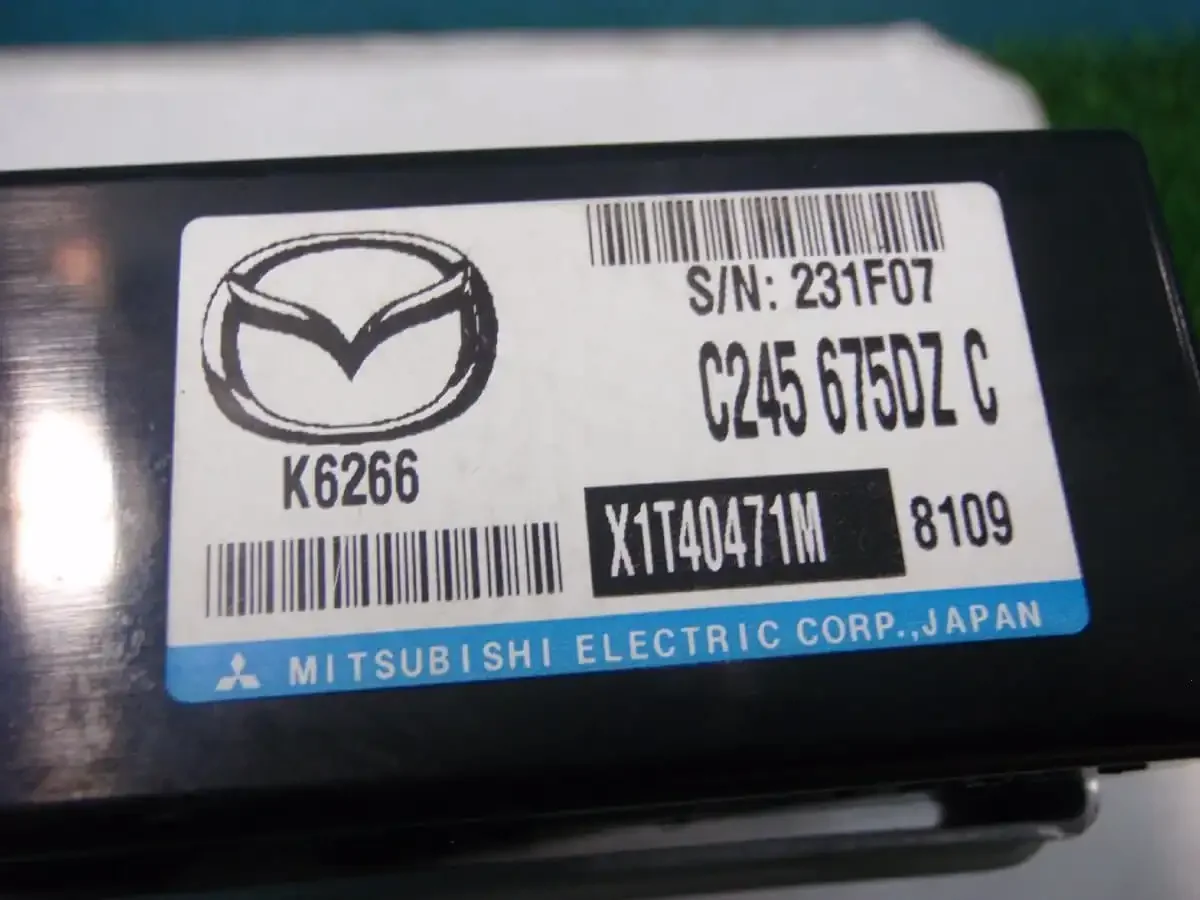 S/N: 231F07
C245 675DZ C
K6266
X1T40471M 8109
MITSUBISHI ELECTRIC CORP.,JAPAN